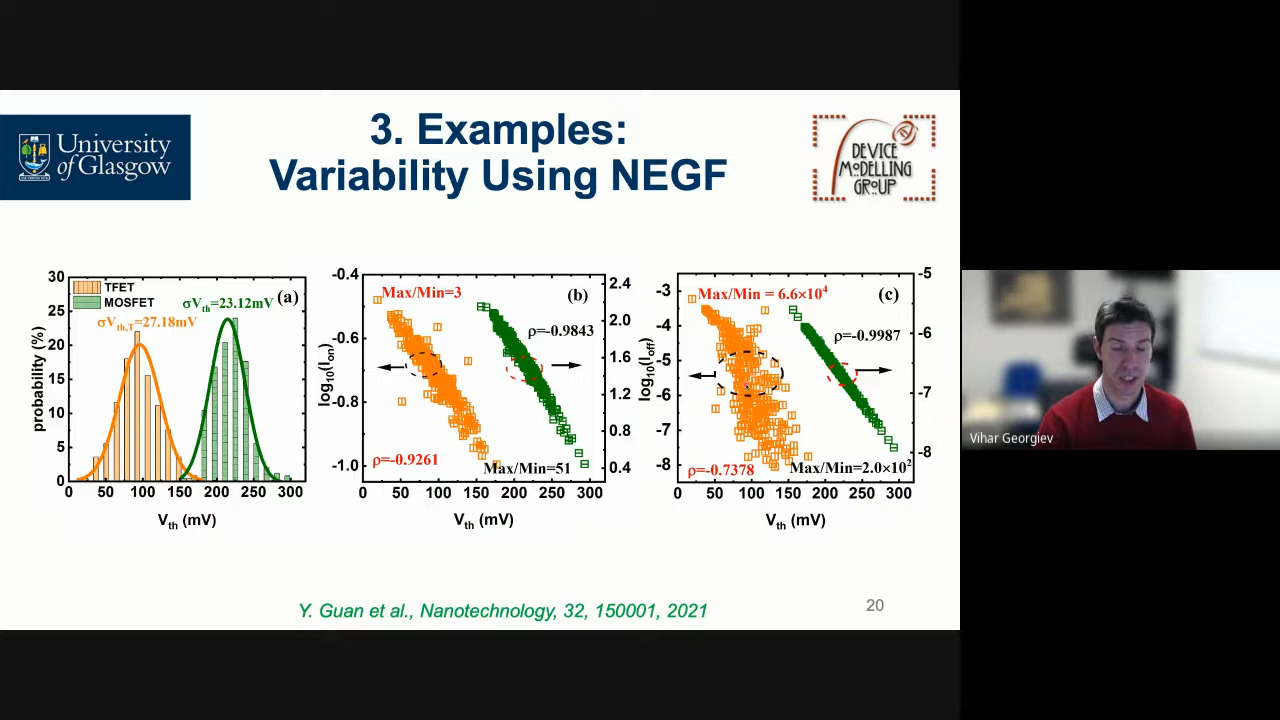 University
of Glasgow
3. Examples:
Variability Using NEGF
DEVICE
MODELLING
GROUP
30
25
20
15
10
5
0
probability (%)
TFET
MOSFET
σVth=23.12mV
(a)
σVth,T=27.18mV
0 50 100 150 200 250 300
Vth (mV)
-0.4
-0.6
-0.8
-1.0
log10(Ion)
Max/Min=3
(b)
ρ=-0.9843
ρ=-0.9261
Max/Min=51
2.4
2.0
1.6
1.2
0.8
0.4
0 50 100 150 200 250 300
Vth (mV)
-3
-4
-5
-6
-7
-8
log10(Ioff)
Max/Min = 6.6×10⁴
(c)
ρ=-0.9987
ρ=-0.7378
Max/Min=2.0×10²
-5
-6
-7
-8
0 50 100 150 200 250 300
Vth (mV)
Y. Guan et al., Nanotechnology, 32, 150001, 2021
20
Vihar Georgiev